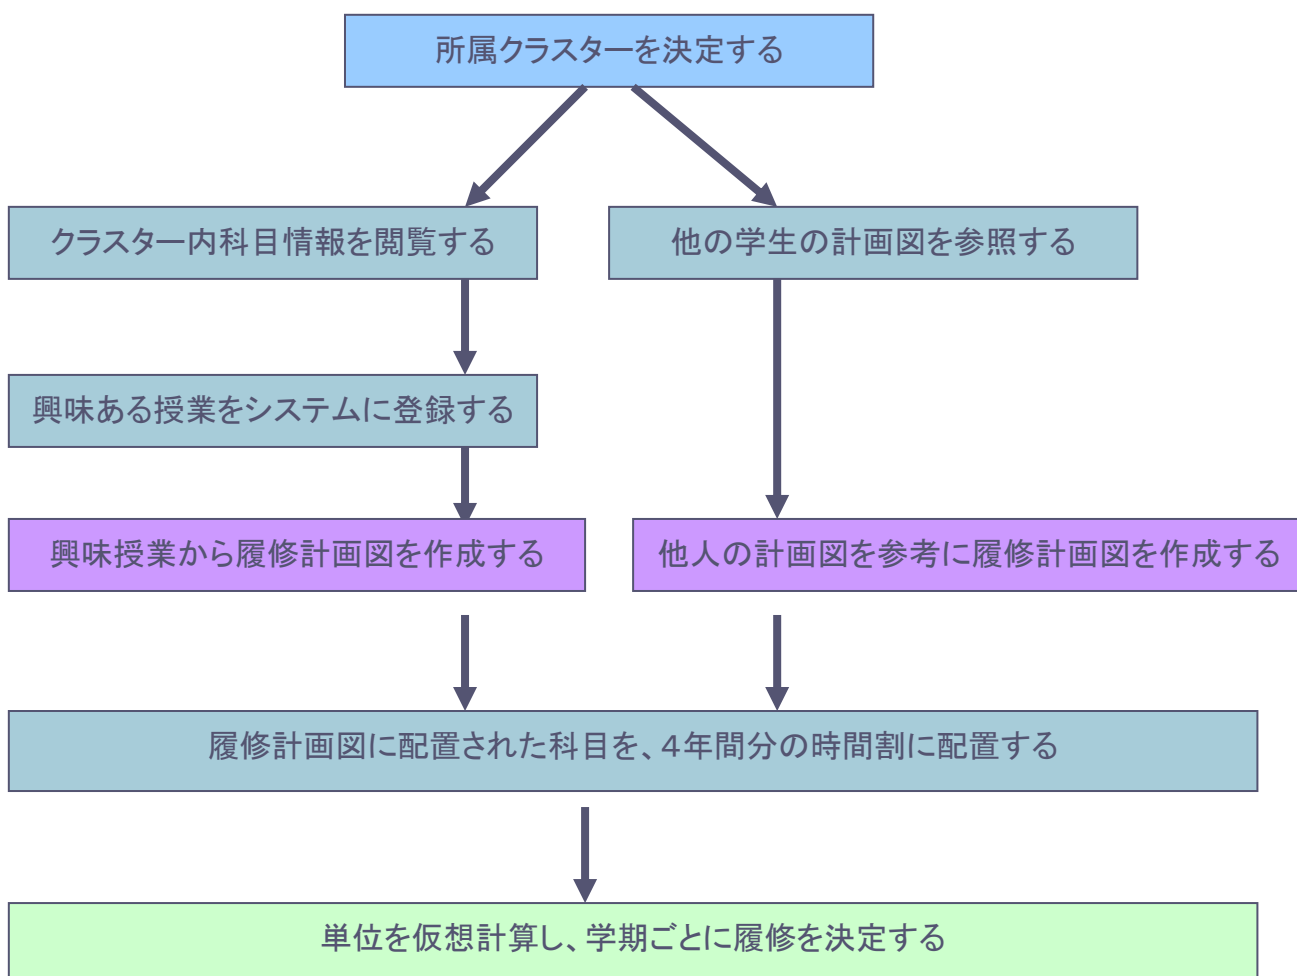 所属クラスターを決定する
クラスター内科目情報を閲覧する
他の学生の計画図を参照する
興味ある授業をシステムに登録する
興味授業から履修計画図を作成する
他人の計画図を参考に履修計画図を作成する
履修計画図に配置された科目を、４年間分の時間割に配置する
単位を仮想計算し、学期ごとに履修を決定する